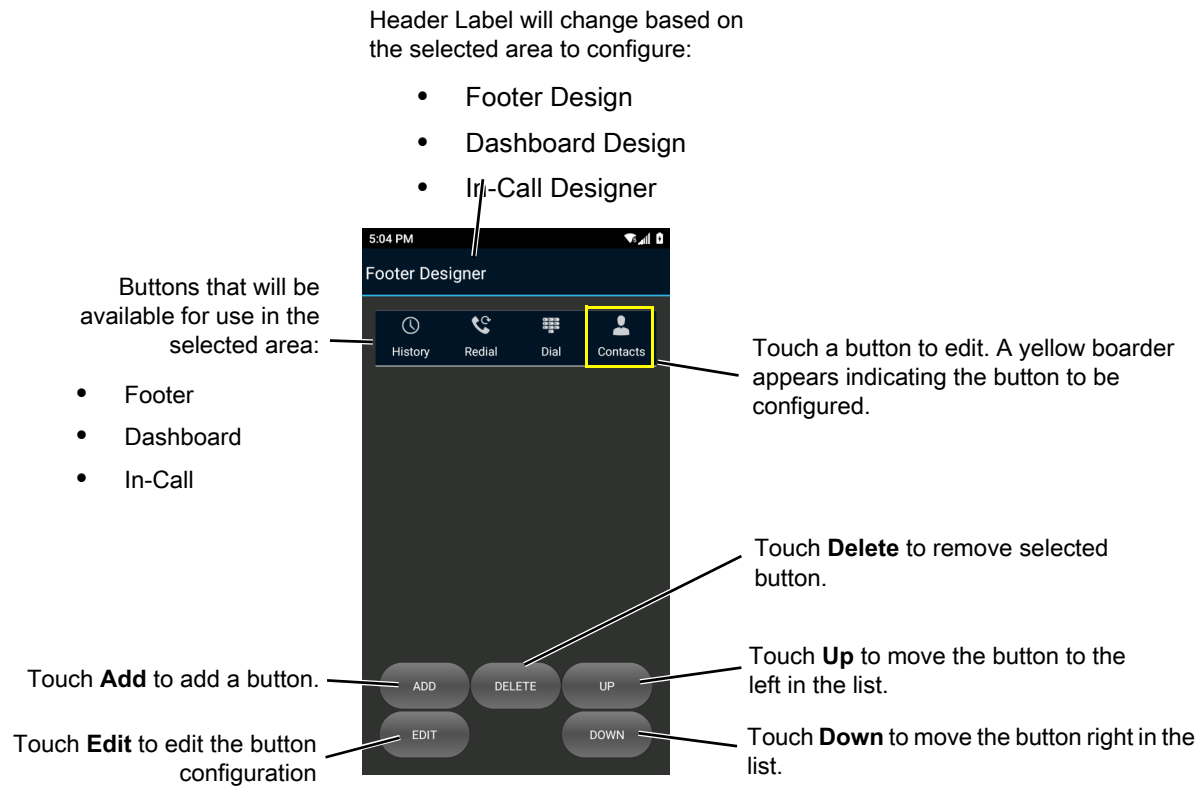 Header Label will change based on
the selected area to configure:
• Footer Design
• Dashboard Design
• In-Call Designer
5:04 PM
Footer Designer
Buttons that will be
available for use in the
selected area:
• Footer
• Dashboard
• In-Call
History
Redial
Dial
Contacts
Touch a button to edit. A yellow boarder
appears indicating the button to be
configured.
Touch Delete to remove selected
button.
Touch Add to add a button.
ADD
DELETE
UP
Touch Up to move the button to the
left in the list.
Touch Edit to edit the button
configuration
EDIT
DOWN
Touch Down to move the button right in the
list.